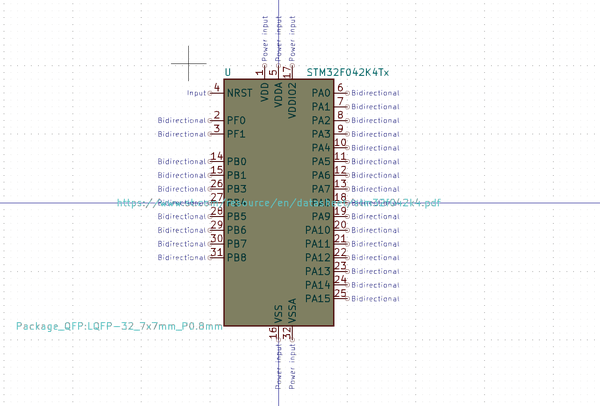 Power input
Power input
Power input
U
STM32F042K4Tx
1
5
17
VDD
VDDA
VDDIO2
Input 4 NRST
PA0 6 Bidirectional
PA1 7 Bidirectional
Bidirectional 2 PF0
PA2 8 Bidirectional
Bidirectional 3 PF1
PA3 9 Bidirectional
PA4 10 Bidirectional
Bidirectional 14 PB0
PA5 11 Bidirectional
Bidirectional 15 PB1
PA6 12 Bidirectional
Bidirectional 26 PB3
PA7 13 Bidirectional
27
18
Bidirectional 28 PB5
PA9 19 Bidirectional
Bidirectional 29 PB6
PA10 20 Bidirectional
Bidirectional 30 PB7
PA11 21 Bidirectional
Bidirectional 31 PB8
PA12 22 Bidirectional
PA13 23 Bidirectional
PA14 24 Bidirectional
PA15 25 Bidirectional
VSS
VSSA
Package_QFP:LQFP-32_7x7mm_P0.8mm
16
32
Power input
Power input